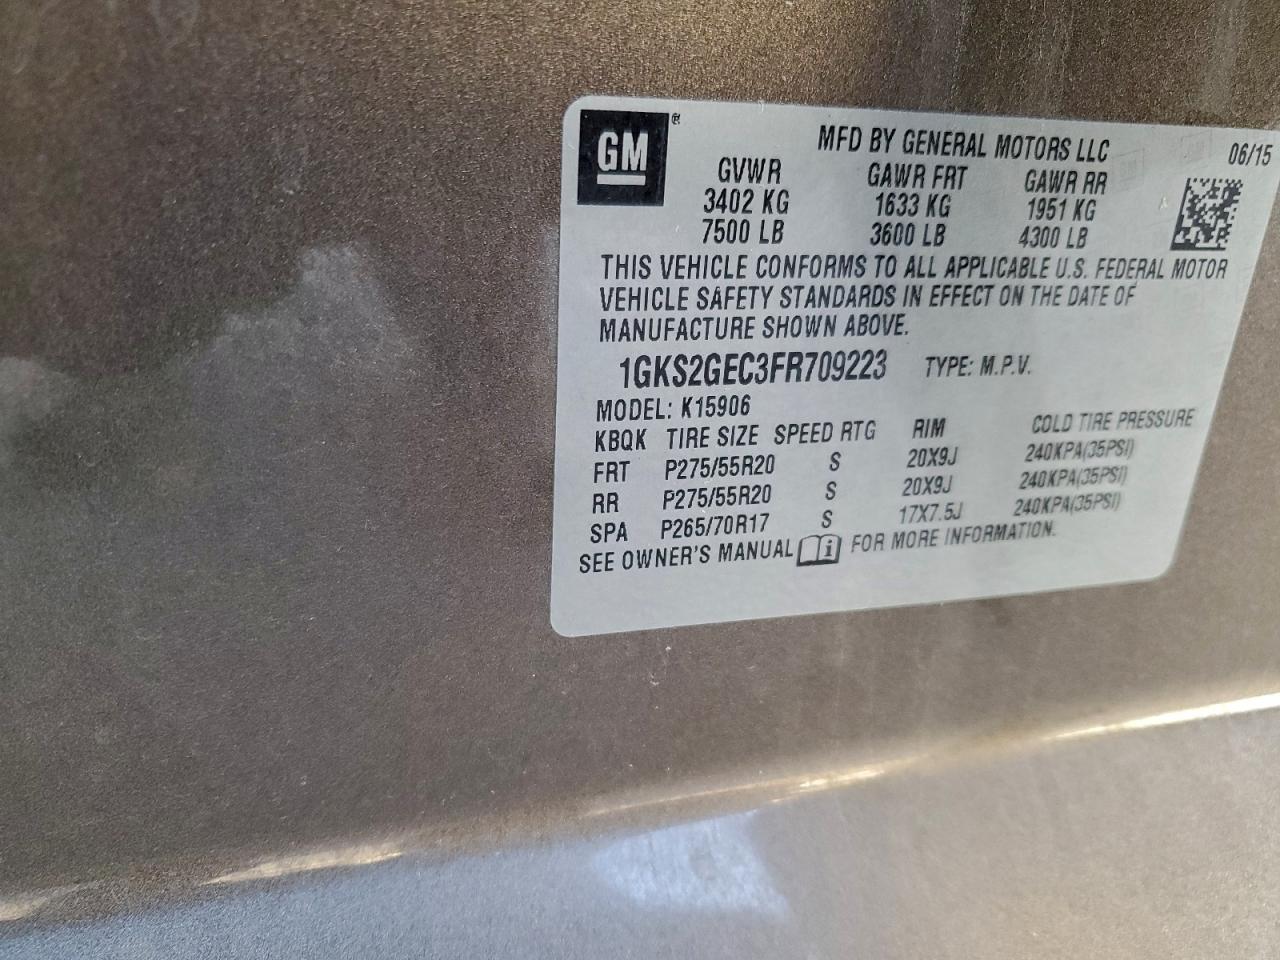 GM®
MFD BY GENERAL MOTORS LLC 06/15
GVWR GAWR FRT GAWR RR
3402 KG 1633 KG 1951 KG
7500 LB 3600 LB 4300 LB
THIS VEHICLE CONFORMS TO ALL APPLICABLE U.S. FEDERAL MOTOR
VEHICLE SAFETY STANDARDS IN EFFECT ON THE DATE OF
MANUFACTURE SHOWN ABOVE.
1GKS2GEC3FR709223 TYPE: M.P.V.
MODEL: K15906
KBQK TIRE SIZE SPEED RTG RIM COLD TIRE PRESSURE
FRT P275/55R20 S 20X9J 240KPA(35PSI)
RR P275/55R20 S 20X9J 240KPA(35PSI)
SPA P265/70R17 S 17X7.5J 240KPA(35PSI)
SEE OWNER'S MANUAL i FOR MORE INFORMATION.